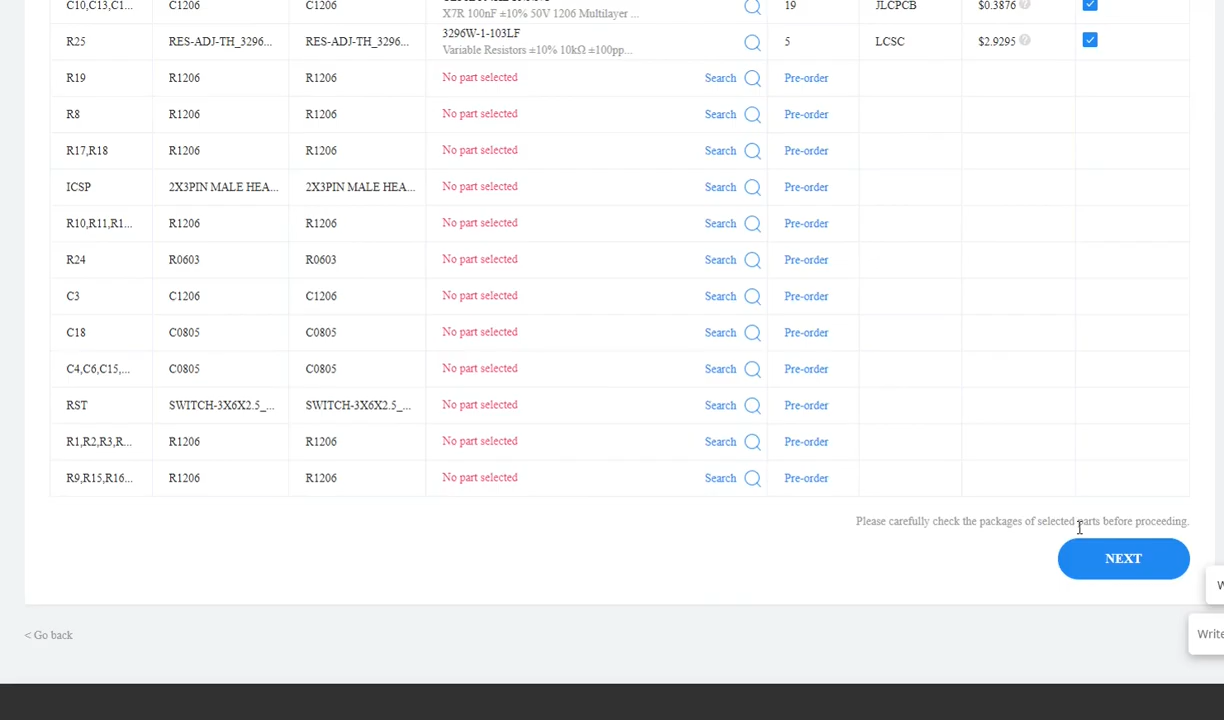 C10,C13,C1... C1206 C1206 X7R 100nF ±10% 50V 1206 Multilayer ... 19 JLCPCB $0.3876
R25 RES-ADJ-TH_3296... RES-ADJ-TH_3296... 3296W-1-103LF 5 LCSC $2.9295
Variable Resistors ±10% 10kΩ ±100pp...
R19 R1206 R1206 No part selected Search Pre-order
R8 R1206 R1206 No part selected Search Pre-order
R17,R18 R1206 R1206 No part selected Search Pre-order
ICSP 2X3PIN MALE HEA... 2X3PIN MALE HEA... No part selected Search Pre-order
R10,R11,R1... R1206 R1206 No part selected Search Pre-order
R24 R0603 R0603 No part selected Search Pre-order
C3 C1206 C1206 No part selected Search Pre-order
C18 C0805 C0805 No part selected Search Pre-order
C4,C6,C15,... C0805 C0805 No part selected Search Pre-order
RST SWITCH-3X6X2.5_... SWITCH-3X6X2.5_... No part selected Search Pre-order
R1,R2,R3,R... R1206 R1206 No part selected Search Pre-order
R9,R15,R16... R1206 R1206 No part selected Search Pre-order
Please carefully check the packages of selected parts before proceeding.
NEXT
< Go back
Write